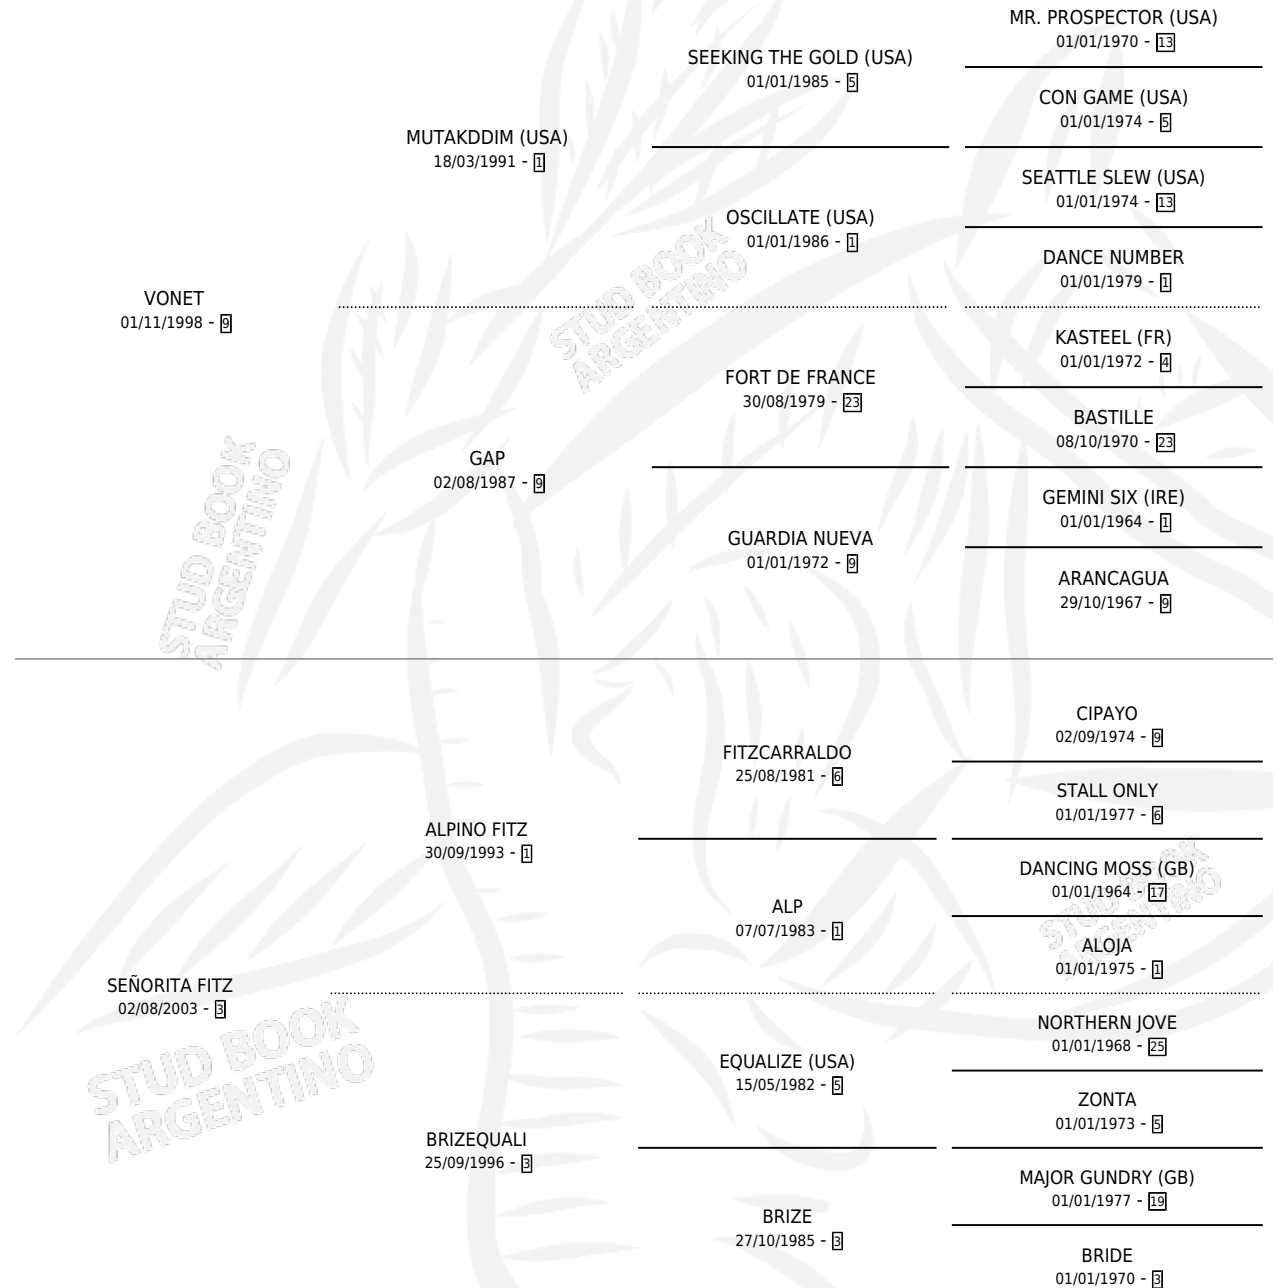 MR. PROSPECTOR (USA)
01/01/1970 - 13
SEEKING THE GOLD (USA)
01/01/1985 - 5
CON GAME (USA)
01/01/1974 - 5
MUTAKDDIM (USA)
18/03/1991 - 1
SEATTLE SLEW (USA)
01/01/1974 - 13
OSCILLATE (USA)
01/01/1986 - 1
DANCE NUMBER
01/01/1979 - 1
VONET
01/11/1998 - 9
KASTEEL (FR)
01/01/1972 - 4
FORT DE FRANCE
30/08/1979 - 23
BASTILLE
08/10/1970 - 23
GAP
02/08/1987 - 9
GEMINI SIX (IRE)
01/01/1964 - 1
GUARDIA NUEVA
01/01/1972 - 9
ARANCAGUA
29/10/1967 - 9
CIPAYO
02/09/1974 - 9
FITZCARRALDO
25/08/1981 - 6
STALL ONLY
01/01/1977 - 6
ALPINO FITZ
30/09/1993 - 1
DANCING MOSS (GB)
01/01/1964 - 17
ALP
07/07/1983 - 1
ALOJA
01/01/1975 - 1
SEÑORITA FITZ
02/08/2003 - 3
NORTHERN JOVE
01/01/1968 - 25
EQUALIZE (USA)
15/05/1982 - 5
ZONTA
01/01/1973 - 5
BRIZEQUALI
25/09/1996 - 3
MAJOR GUNDRY (GB)
01/01/1977 - 19
BRIZE
27/10/1985 - 3
BRIDE
01/01/1970 - 3
STUD BOOK
ARGENTINO
STUD BOOK
ARGENTINO
STUD BOOK
ARGENTINO
STUD BOOK
ARGENTINO